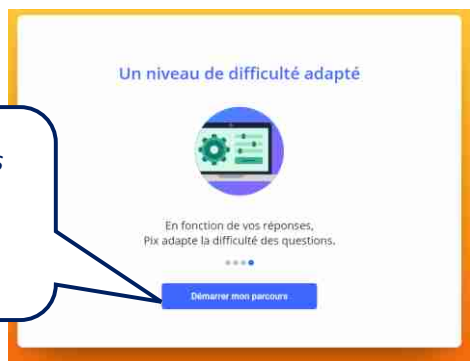 Un niveau de difficulté adapté
En fonction de vos réponses,
Pix adapte la difficulté des questions.
Démarrer mon parcours